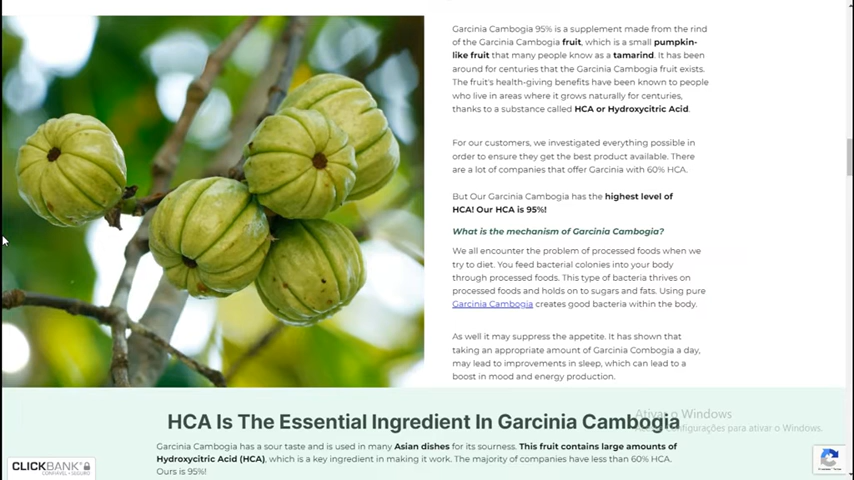 Garcinia Cambogia 95% is a supplement made from the rind
of the Garcinia Cambogia fruit, which is a small pumpkin-
like fruit that many people know as a tamarind. It has been
around for centuries that the Garcinia Cambogia fruit exists.
The fruit's health-giving benefits have been known to people
who live in areas where it grows naturally for centuries,
thanks to a substance called HCA or Hydroxycitric Acid.
For our customers, we investigated everything possible in
order to ensure they get the best product available. There
are a lot of companies that offer Garcinia with 60% HCA.
But Our Garcinia Cambogia has the highest level of
HCA! Our HCA is 95%!
What is the mechanism of Garcinia Cambogia?
We all encounter the problem of processed foods when we
try to diet. You feed bacterial colonies into your body
through processed foods. This type of bacteria thrives on
processed foods and holds on to sugars and fats. Using pure
Garcinia Cambogia creates good bacteria within the body.
As well it may suppress the appetite. It has shown that
taking an appropriate amount of Garcinia Cambogia a day,
may lead to improvements in sleep, which can lead to a
boost in mood and energy production.
HCA Is The Essential Ingredient In Garcinia Cambogia
Ativar o Windows
configurações para ativar o Windows.
Garcinia Cambogia has a sour taste and is used in many Asian dishes for its sourness. This fruit contains large amounts of
Hydroxycitric Acid (HCA), which is a key ingredient in making it work. The majority of companies have less than 60% HCA.
Ours is 95%!
CLICKBANK